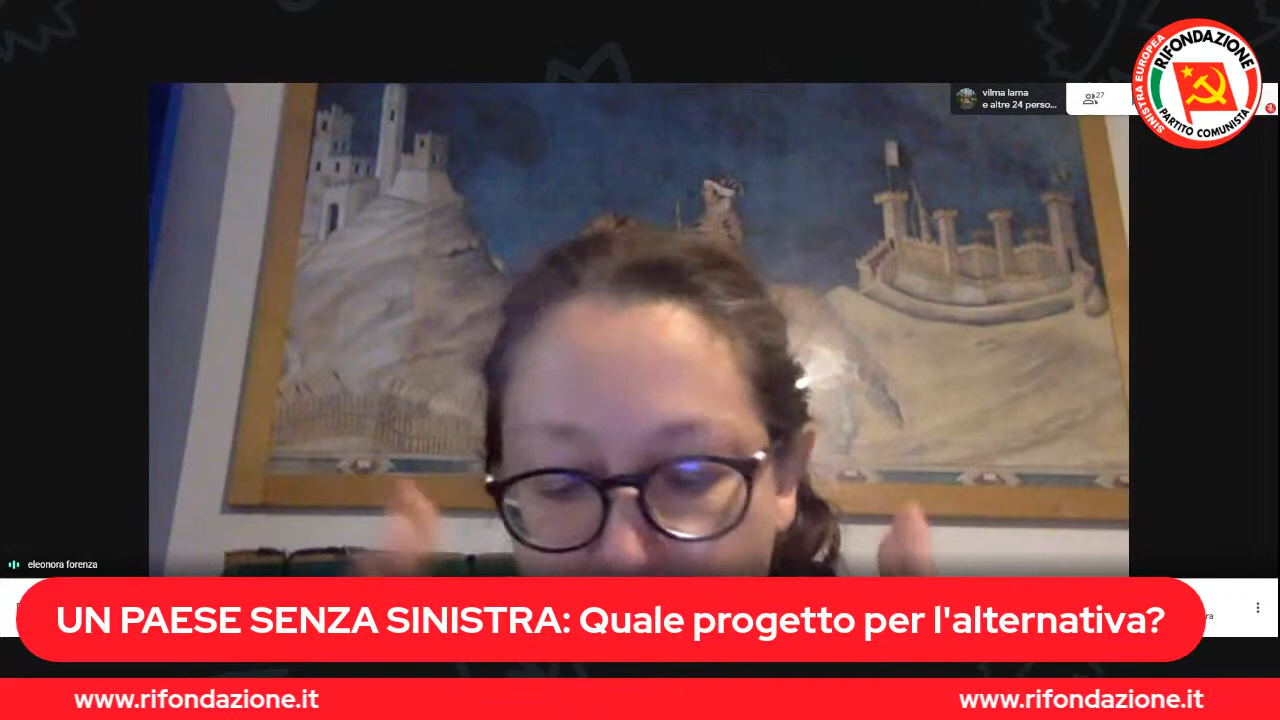 vilma lama
e altre 24 perso...
27
SINISTRA EUROPEA
RIFONDAZIONE
PARTITO COMUNISTA
eleonora forenza
UN PAESE SENZA SINISTRA: Quale progetto per l'alternativa?
www.rifondazione.it
www.rifondazione.it